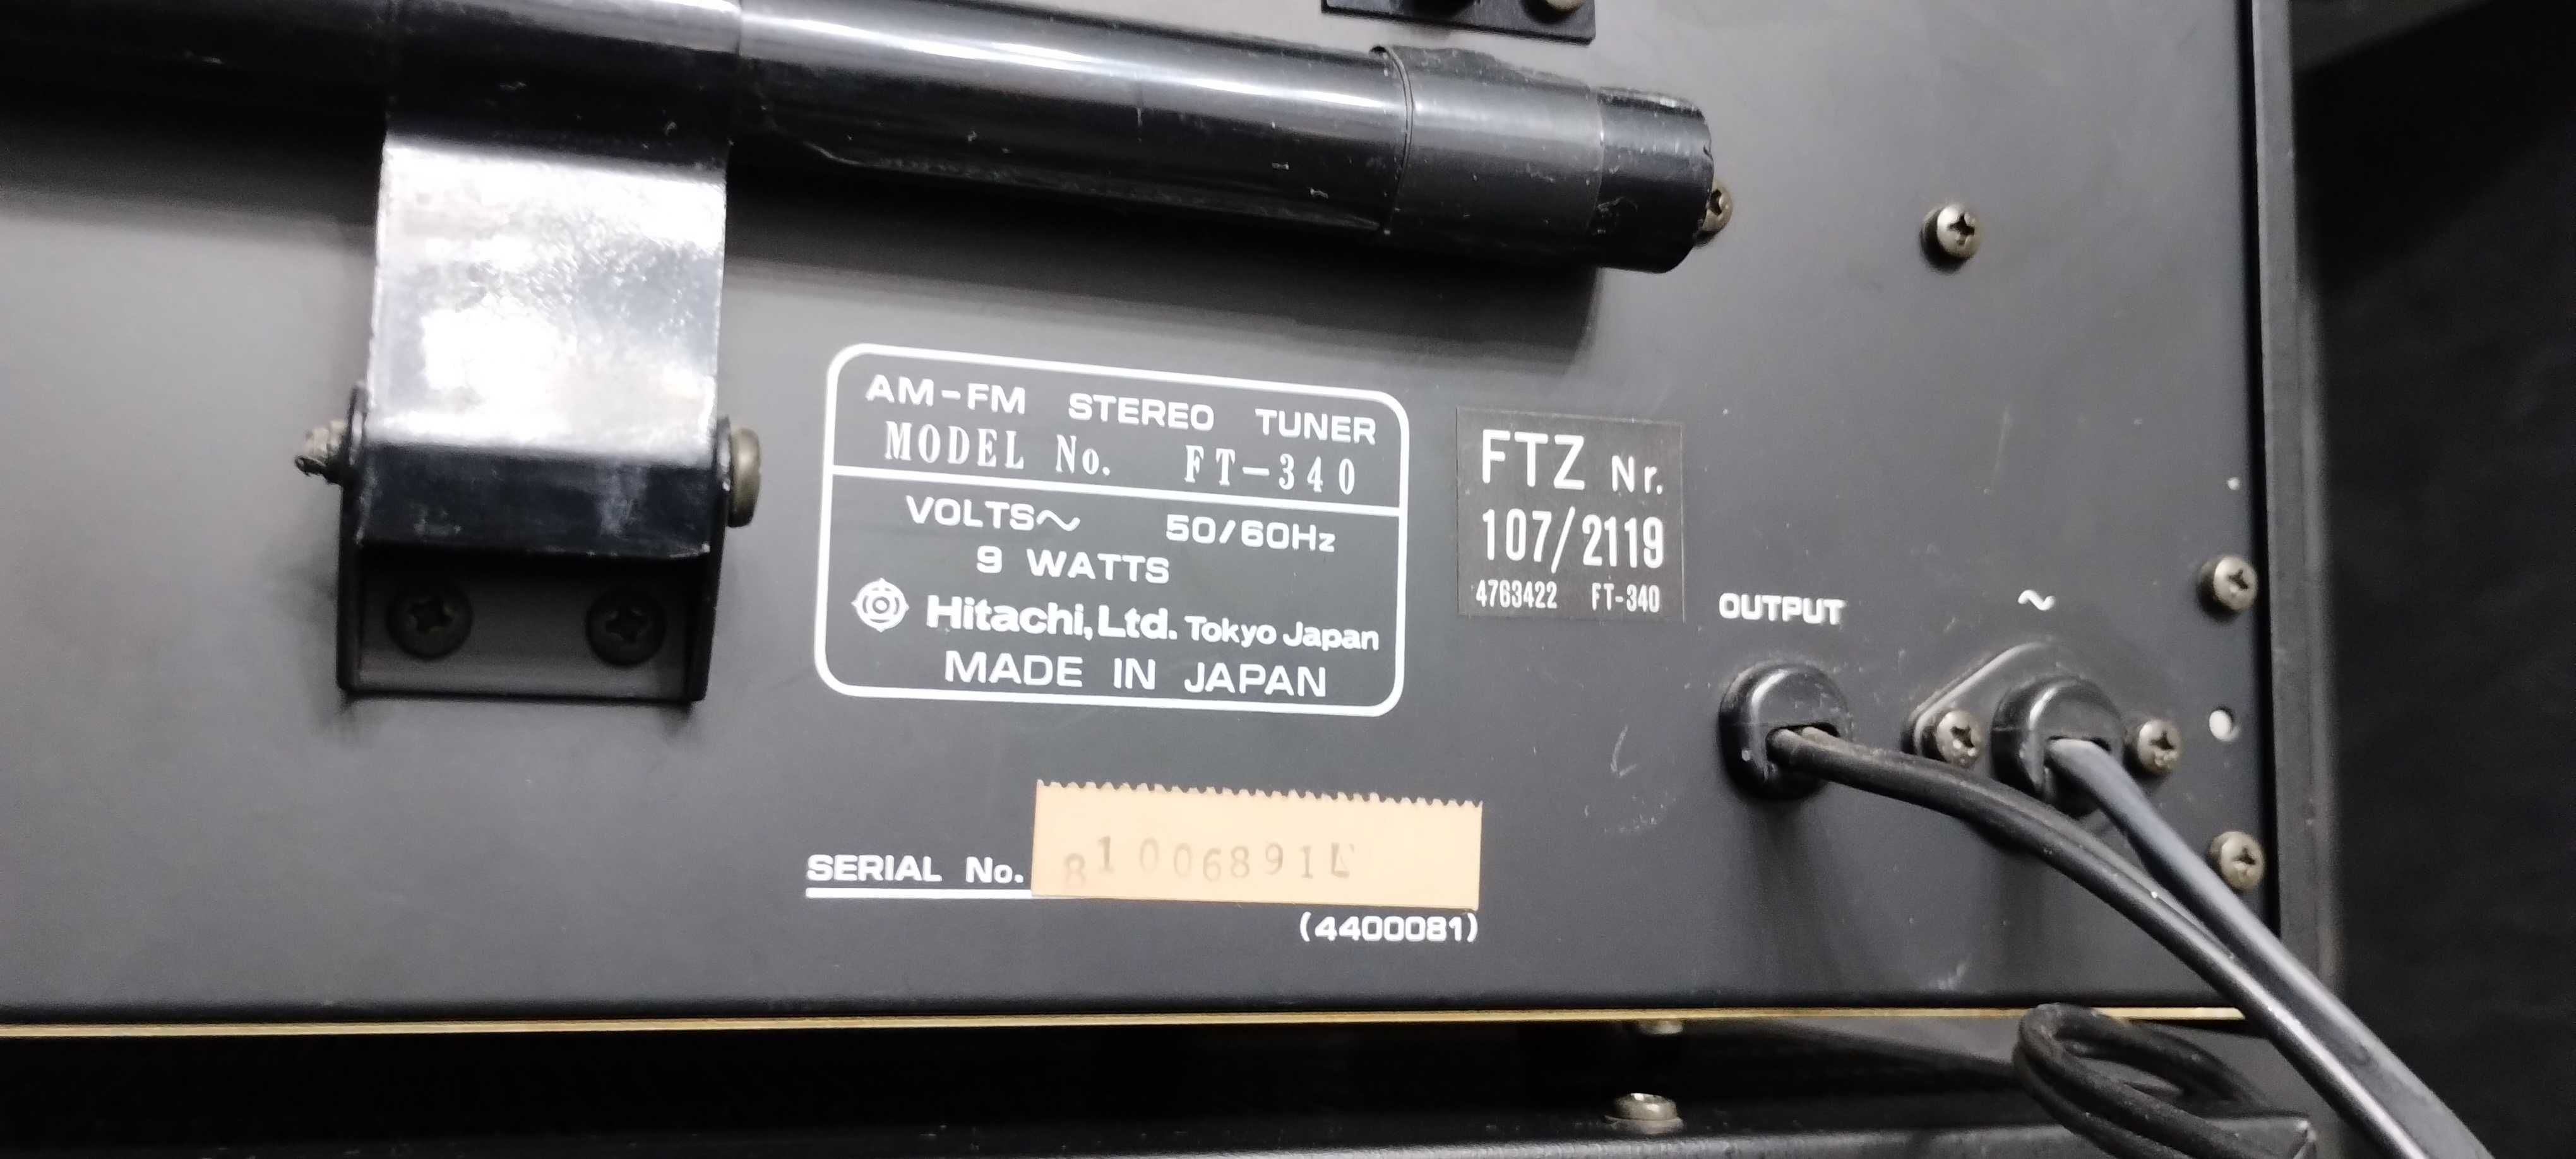 AM-FM STEREO TUNER
MODEL No. FT-340
VOLTS~ 50/60Hz
9 WATTS
Hitachi, Ltd. Tokyo Japan
MADE IN JAPAN
FTZ Nr.
107/2119
4763422 FT-340
OUTPUT
~
SERIAL No.
(4400081)